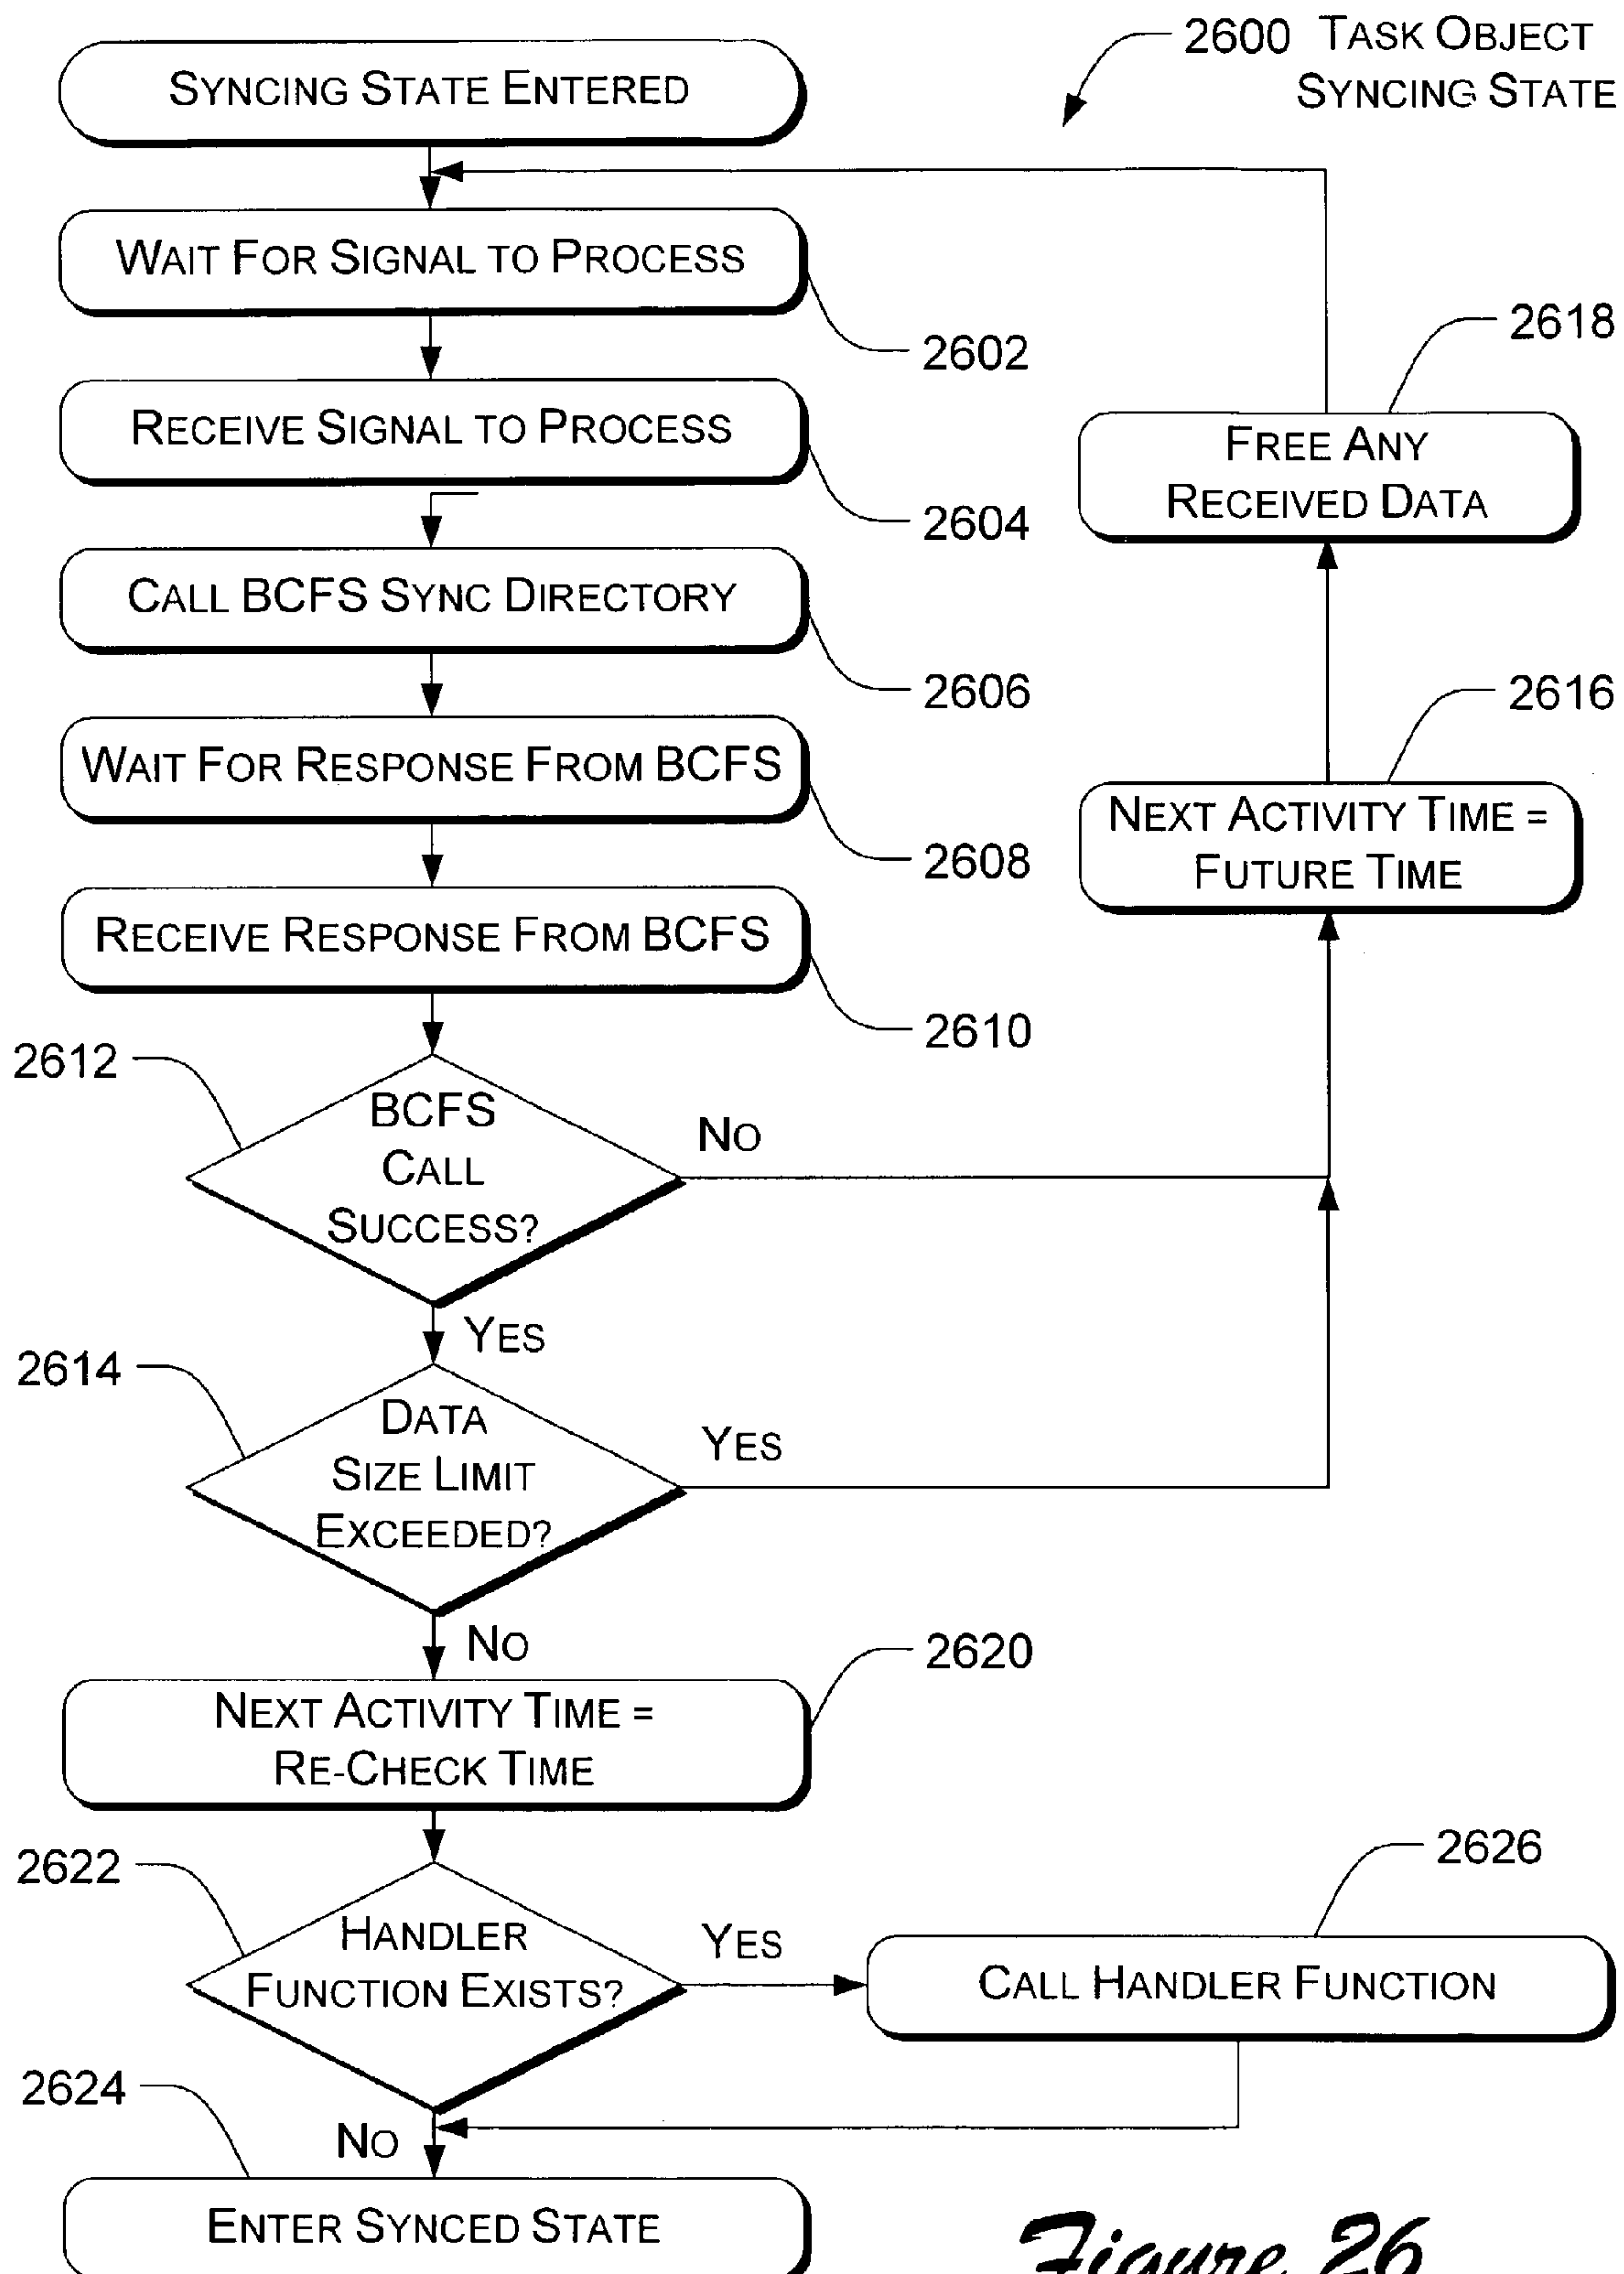 2600 TASK OBJECT
SYNCING STATE
SYNCING STATE ENTERED
WAIT FOR SIGNAL TO PROCESS
2602
RECEIVE SIGNAL TO PROCESS
2604
CALL BCFS SYNC DIRECTORY
2606
WAIT FOR RESPONSE FROM BCFS
2608
RECEIVE RESPONSE FROM BCFS
2610
2612
BCFS
CALL
SUCCESS?
NO
YES
2614
DATA
SIZE LIMIT
EXCEEDED?
YES
NO
2616
NEXT ACTIVITY TIME =
FUTURE TIME
2618
FREE ANY
RECEIVED DATA
2620
NEXT ACTIVITY TIME =
RE-CHECK TIME
2622
HANDLER
FUNCTION EXISTS?
YES
2626
CALL HANDLER FUNCTION
NO
2624
ENTER SYNCED STATE
Figure 26